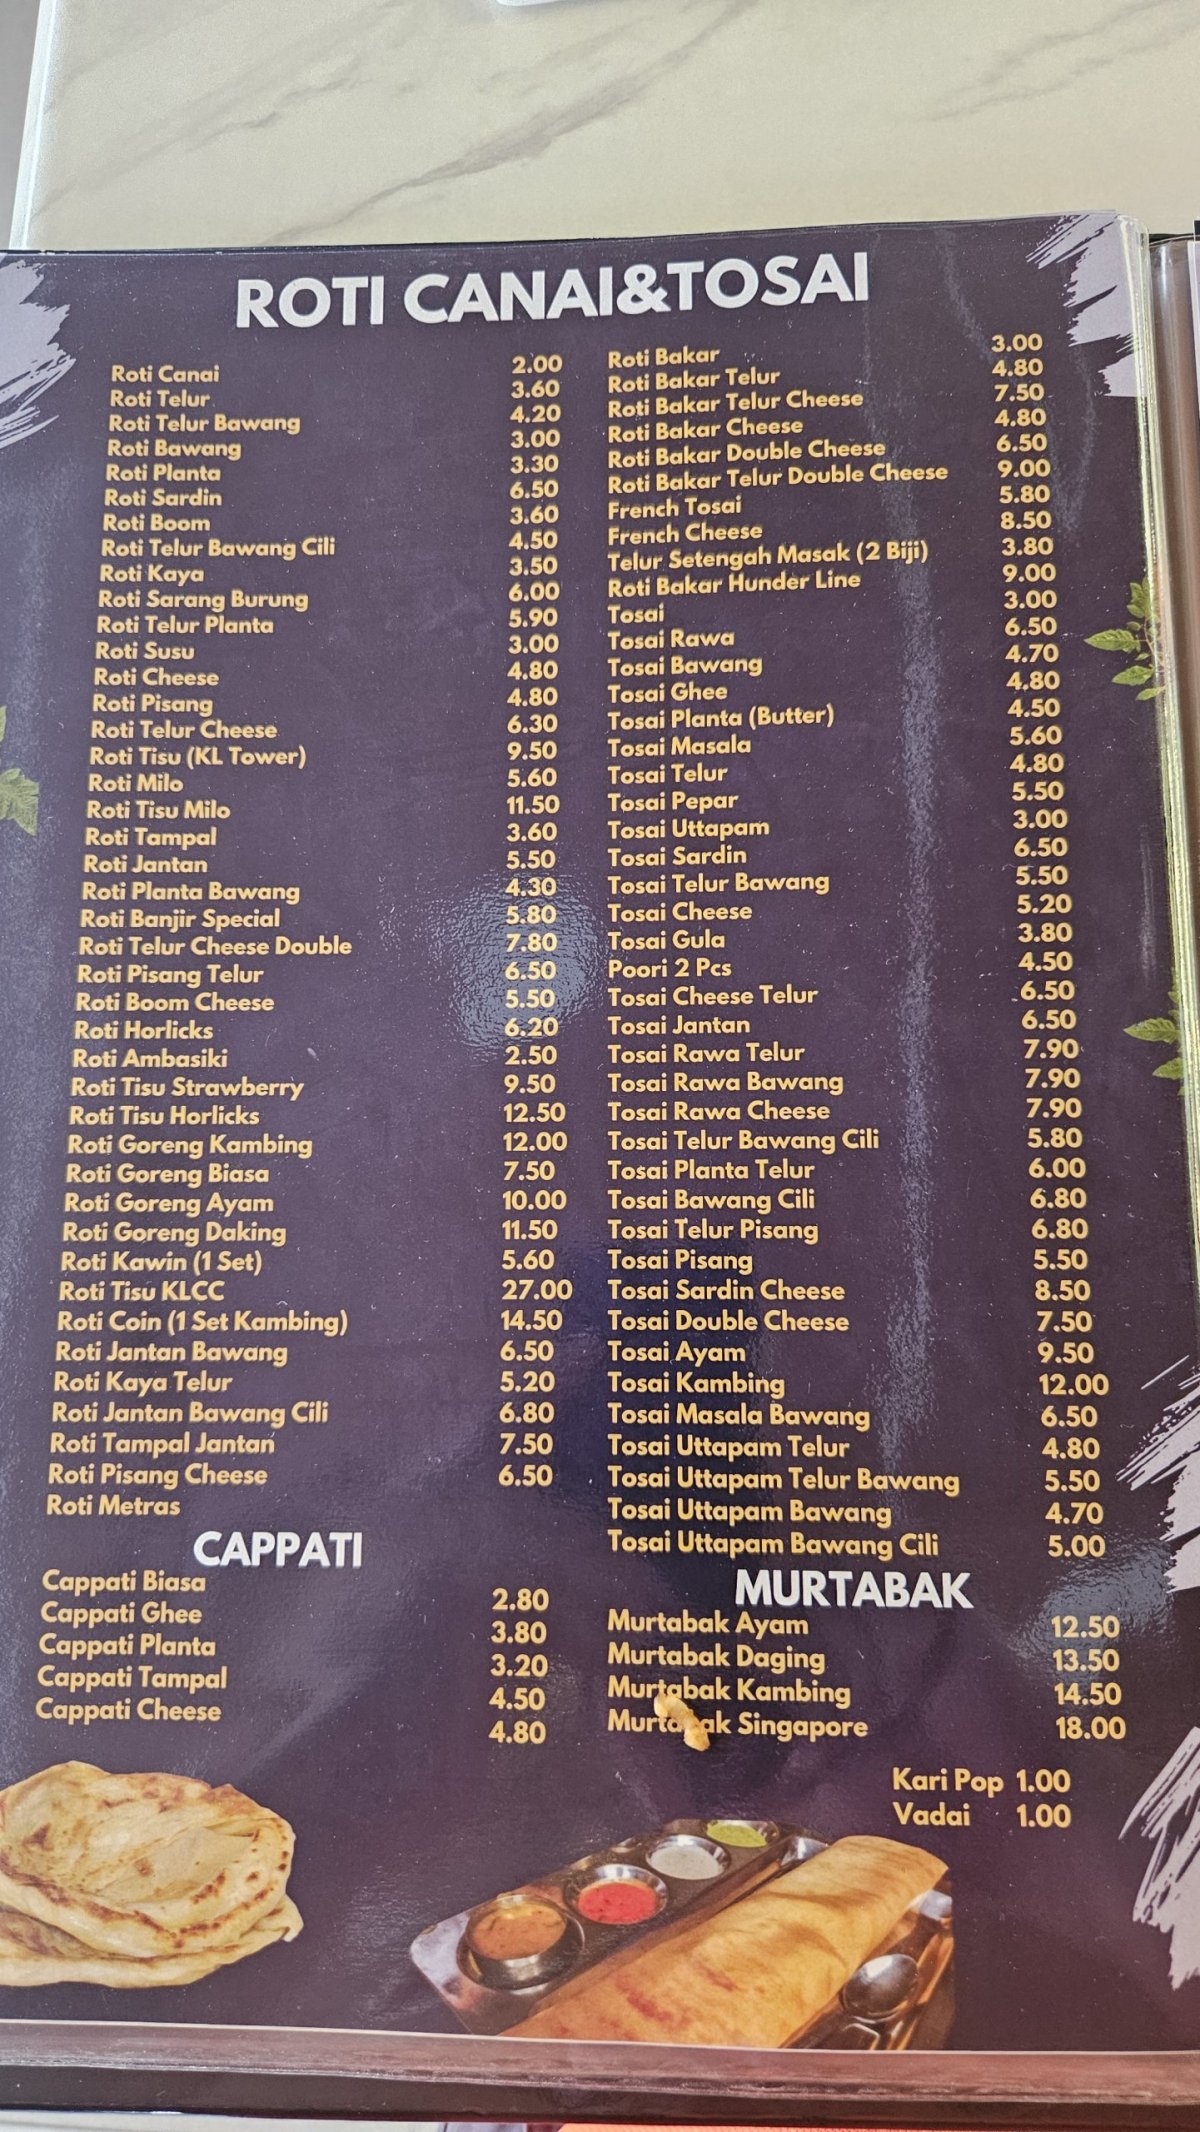 ROTI CANAI&TOSAI
Roti Canai 2.00
Roti Telur 3.60
Roti Telur Bawang 4.20
Roti Bawang 3.00
Roti Planta 3.30
Roti Sardin 6.50
Roti Boom 3.60
Roti Telur Bawang Cili 4.50
Roti Kaya 3.50
Roti Sarang Burung 6.00
Roti Telur Planta 5.90
Roti Susu 3.00
Roti Cheese 4.80
Roti Pisang 4.80
Roti Telur Cheese 6.30
Roti Tisu (KL Tower) 9.50
Roti Milo 5.60
Roti Tisu Milo 11.50
Roti Tampal 3.60
Roti Jantan 5.50
Roti Planta Bawang 4.30
Roti Banjir Special 5.80
Roti Telur Cheese Double 7.80
Roti Pisang Telur 6.50
Roti Boom Cheese 5.50
Roti Horlicks 6.20
Roti Ambasiki 2.50
Roti Tisu Strawberry 9.50
Roti Tisu Horlicks 12.50
Roti Goreng Kambing 12.00
Roti Goreng Biasa 7.50
Roti Goreng Ayam 10.00
Roti Goreng Daking 11.50
Roti Kawin (1 Set) 5.60
Roti Tisu KLCC 27.00
Roti Coin (1 Set Kambing) 14.50
Roti Jantan Bawang 6.50
Roti Kaya Telur 5.20
Roti Jantan Bawang Cili 6.80
Roti Tampal Jantan 7.50
Roti Pisang Cheese 6.50
Roti Metras
CAPPATI
Cappati Biasa 2.80
Cappati Ghee 3.80
Cappati Planta 3.20
Cappati Tampal 4.50
Cappati Cheese 4.80
Roti Bakar 3.00
Roti Bakar Telur 4.80
Roti Bakar Telur Cheese 7.50
Roti Bakar Cheese 4.80
Roti Bakar Double Cheese 6.50
Roti Bakar Telur Double Cheese 9.00
French Tosai 5.80
French Cheese 8.50
Telur Setengah Masak (2 Biji) 3.80
Roti Bakar Hunder Line 9.00
Tosai 3.00
Tosai Rawa 6.50
Tosai Bawang 4.70
Tosai Ghee 4.80
Tosai Planta (Butter) 4.50
Tosai Masala 5.60
Tosai Telur 4.80
Tosai Pepar 5.50
Tosai Uttapam 3.00
Tosai Sardin 6.50
Tosai Telur Bawang 5.50
Tosai Cheese 5.20
Tosai Gula 3.80
Poori 2 Pcs 4.50
Tosai Cheese Telur 6.50
Tosai Jantan 6.50
Tosai Rawa Telur 7.90
Tosai Rawa Bawang 7.90
Tosai Rawa Cheese 7.90
Tosai Telur Bawang Cili 5.80
Tosai Planta Telur 6.00
Tosai Bawang Cili 6.80
Tosai Telur Pisang 6.80
Tosai Pisang 5.50
Tosai Sardin Cheese 8.50
Tosai Double Cheese 7.50
Tosai Ayam 9.50
Tosai Kambing 12.00
Tosai Masala Bawang 6.50
Tosai Uttapam Telur 4.80
Tosai Uttapam Telur Bawang 5.50
Tosai Uttapam Bawang 4.70
Tosai Uttapam Bawang Cili 5.00
MURTABAK
Murtabak Ayam 12.50
Murtabak Daging 13.50
Murtabak Kambing 14.50
Murtabak Singapore 18.00
Kari Pop 1.00
Vadai 1.00